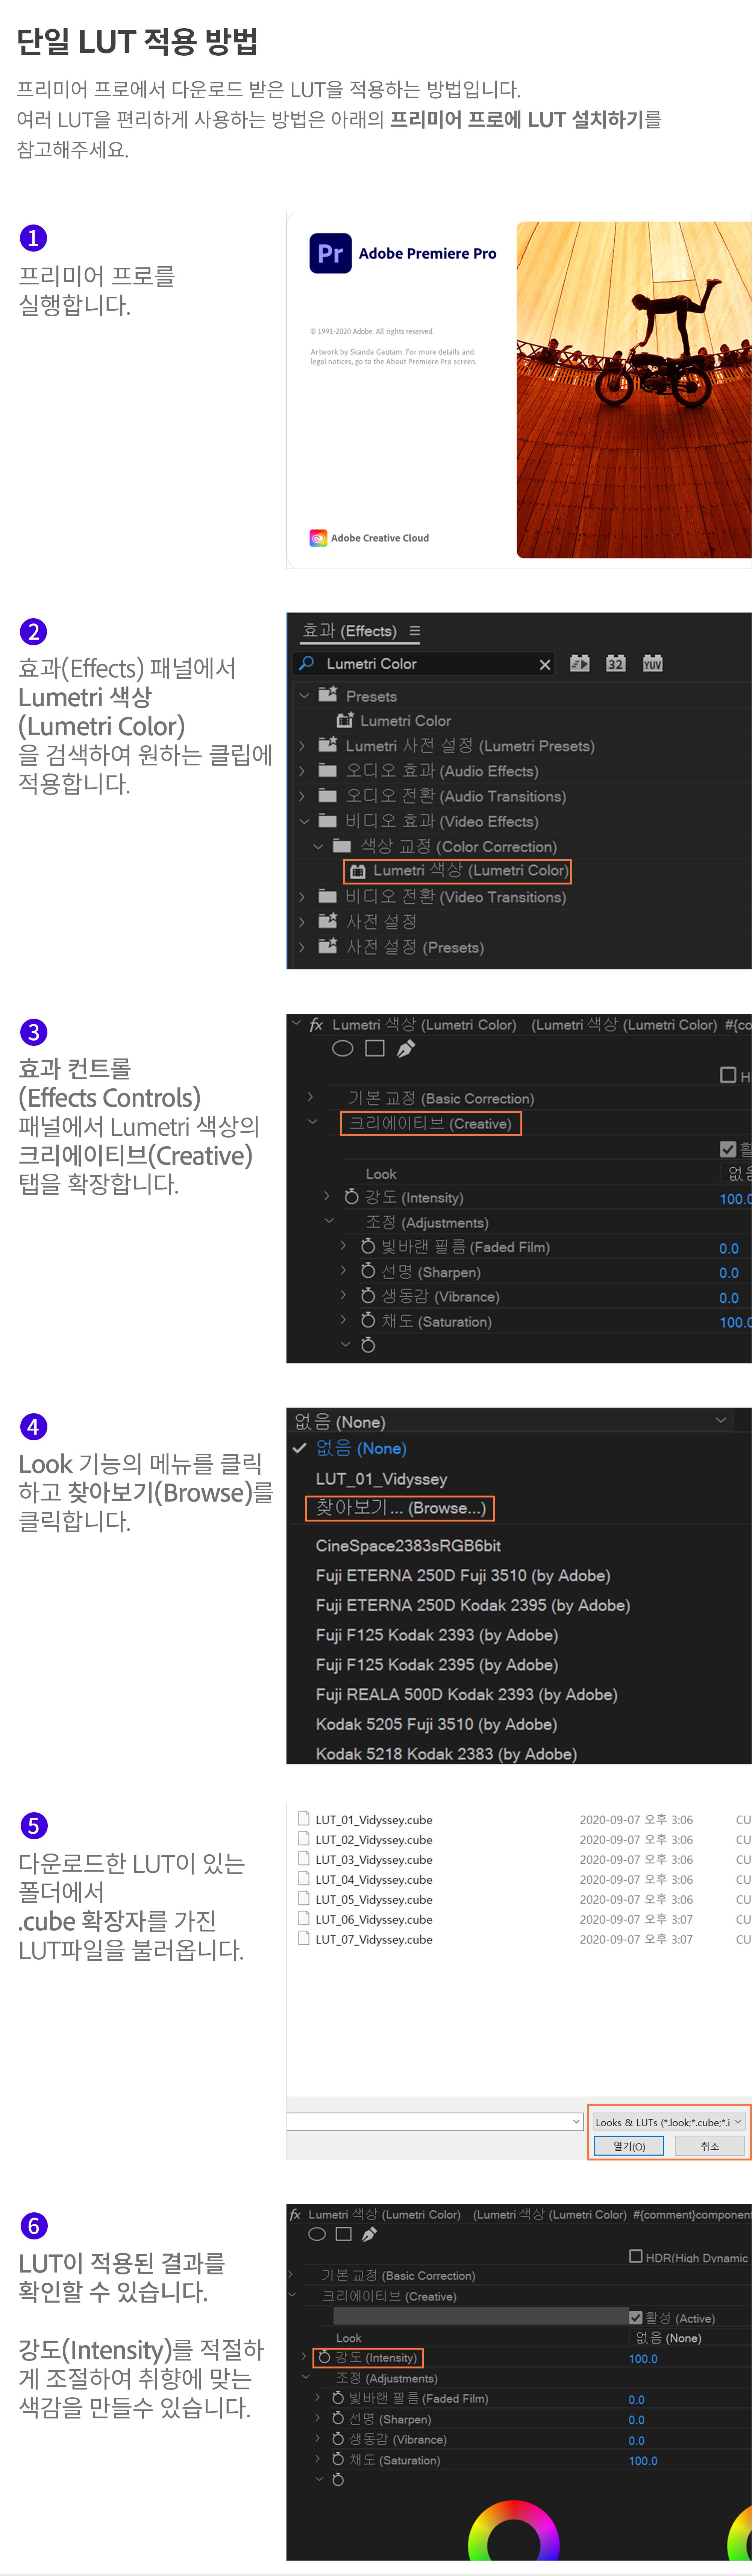 단일 LUT 적용 방법
프리미어 프로에서 다운로드 받은 LUT을 적용하는 방법입니다.
여러 LUT을 편리하게 사용하는 방법은 아래의 프리미어 프로에 LUT 설치하기를
참고해주세요.
1
프리미어 프로를
실행합니다.
Pr Adobe Premiere Pro
© 1991-2020 Adobe. All rights reserved.
Artwork by Skanda Gautam. For more details and
legal notices, go to the About Premiere Pro screen.
Adobe Creative Cloud
2
효과(Effects) 패널에서
Lumetri 색상
(Lumetri Color)
을 검색하여 원하는 클립에
적용합니다.
효과 (Effects)
Lumetri Color
32 YUV
Presets
Lumetri Color
Lumetri 사전 설정 (Lumetri Presets)
오디오 효과 (Audio Effects)
오디오 전환 (Audio Transitions)
비디오 효과 (Video Effects)
색상 교정 (Color Correction)
Lumetri 색상 (Lumetri Color)
비디오 전환 (Video Transitions)
사전 설정
사전 설정 (Presets)
3
효과 컨트롤
(Effects Controls)
패널에서 Lumetri 색상의
크리에이티브(Creative)
탭을 확장합니다.
fx Lumetri 색상 (Lumetri Color) (Lumetri 색상 (Lumetri Color) #{co
H
기본 교정 (Basic Correction)
크리에이티브 (Creative)
활
Look 없음
강도 (Intensity) 100.0
조정 (Adjustments)
빛바랜 필름 (Faded Film) 0.0
선명 (Sharpen) 0.0
생동감 (Vibrance) 0.0
채도 (Saturation) 100.0
4
Look 기능의 메뉴를 클릭
하고 찾아보기(Browse)를
클릭합니다.
없음 (None)
없음 (None)
LUT_01_Vidyssey
찾아보기... (Browse...)
CineSpace2383sRGB6bit
Fuji ETERNA 250D Fuji 3510 (by Adobe)
Fuji ETERNA 250D Kodak 2395 (by Adobe)
Fuji F125 Kodak 2393 (by Adobe)
Fuji F125 Kodak 2395 (by Adobe)
Fuji REALA 500D Kodak 2393 (by Adobe)
Kodak 5205 Fuji 3510 (by Adobe)
Kodak 5218 Kodak 2383 (by Adobe)
5
다운로드한 LUT이 있는
폴더에서
.cube 확장자를 가진
LUT파일을 불러옵니다.
LUT_01_Vidyssey.cube 2020-09-07 오후 3:06 CU
LUT_02_Vidyssey.cube 2020-09-07 오후 3:06 CU
LUT_03_Vidyssey.cube 2020-09-07 오후 3:06 CU
LUT_04_Vidyssey.cube 2020-09-07 오후 3:06 CU
LUT_05_Vidyssey.cube 2020-09-07 오후 3:06 CU
LUT_06_Vidyssey.cube 2020-09-07 오후 3:07 CU
LUT_07_Vidyssey.cube 2020-09-07 오후 3:07 CU
Looks & LUTs (*.look;*.cube;*.i
열기(O) 취소
6
LUT이 적용된 결과를
확인할 수 있습니다.
강도(Intensity)를 적절하
게 조절하여 취향에 맞는
색감을 만들수 있습니다.
fx Lumetri 색상 (Lumetri Color) (Lumetri 색상 (Lumetri Color) #{comment}component
HDR(High Dynamic
기본 교정 (Basic Correction)
크리에이티브 (Creative)
활성 (Active)
Look 없음 (None)
강도 (Intensity) 100.0
조정 (Adjustments)
빛바랜 필름 (Faded Film) 0.0
선명 (Sharpen) 0.0
생동감 (Vibrance) 0.0
채도 (Saturation) 100.0